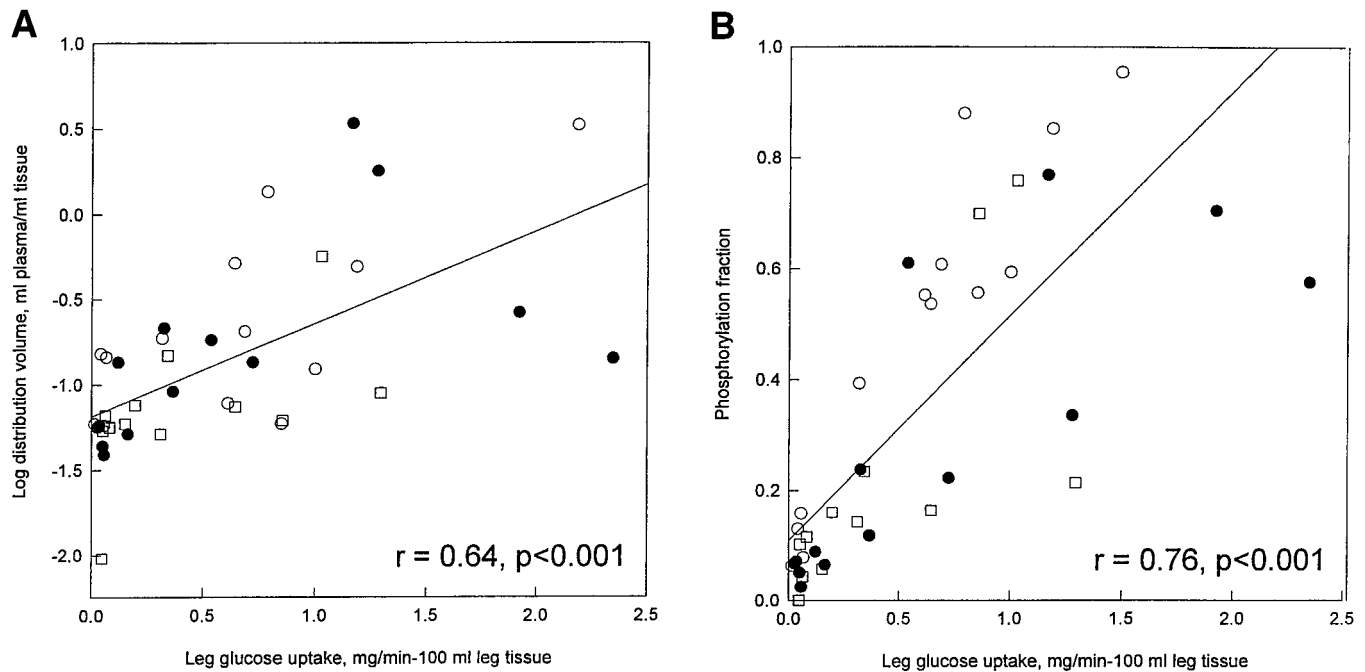 A
1.0
0.5
0.0
-0.5
-1.0
-1.5
-2.0
Log distribution volume, ml plasma/ml tissue
r = 0.64, p<0.001
0.0 0.5 1.0 1.5 2.0 2.5
Leg glucose uptake, mg/min-100 ml leg tissue
B
1.0
0.8
0.6
0.4
0.2
0.0
Phosphorylation fraction
r = 0.76, p<0.001
0.0 0.5 1.0 1.5 2.0 2.5
Leg glucose uptake, mg/min-100 ml leg tissue